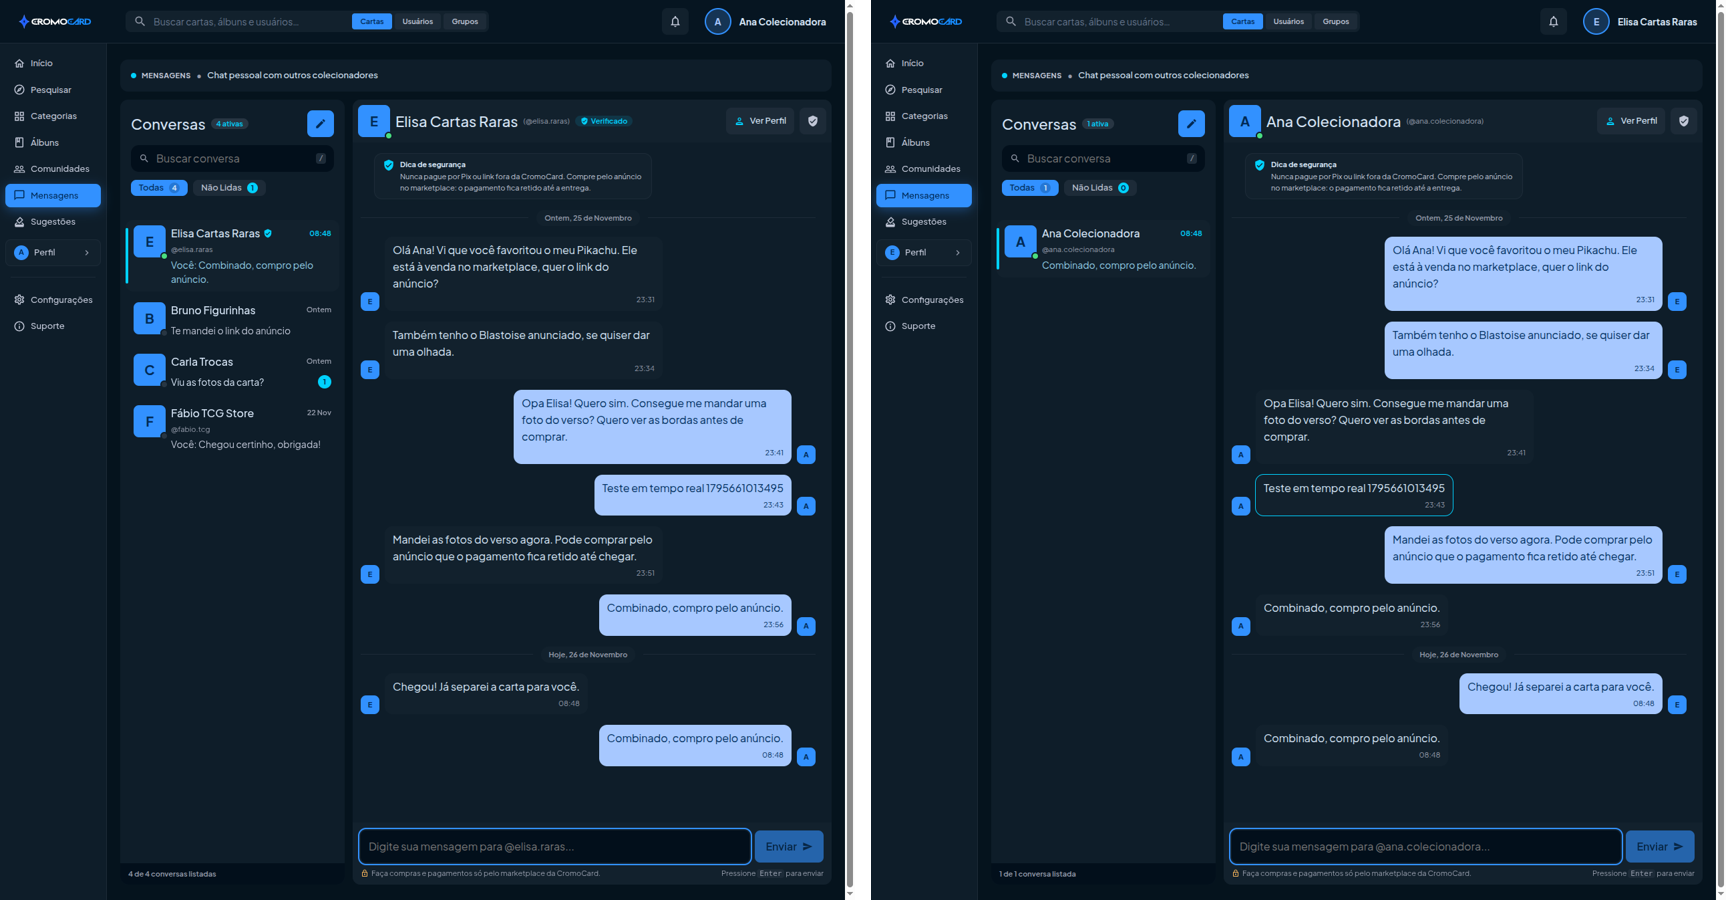 CROMOCARD
Buscar cartas, álbuns e usuários...
Cartas
Usuários
Grupos
A
Ana Colecionadora
Início
Pesquisar
Categorias
Álbuns
Comunidades
Mensagens
Sugestões
A
Perfil
Configurações
Suporte
MENSAGENS • Chat pessoal com outros colecionadores
Conversas
4 ativas
Buscar conversa
/
Todas 4
Não Lidas 1
E
Elisa Cartas Raras
08:48
@elisa.raras
Você: Combinado, compro pelo
anúncio.
B
Bruno Figurinhas
Ontem
Te mandei o link do anúncio
C
Carla Trocas
Ontem
Viu as fotos da carta?
1
F
Fábio TCG Store
22 Nov
@fabio.tcg
Você: Chegou certinho, obrigada!
4 de 4 conversas listadas
E
Elisa Cartas Raras
(@elisa.raras)
Verificado
Ver Perfil
Dica de segurança
Nunca pague por Pix ou link fora da CromoCard. Compre pelo anúncio
no marketplace: o pagamento fica retido até a entrega.
Ontem, 25 de Novembro
Olá Ana! Vi que você favoritou o meu Pikachu. Ele
está à venda no marketplace, quer o link do
anúncio?
23:31
E
Também tenho o Blastoise anunciado, se quiser dar
uma olhada.
23:34
E
Opa Elisa! Quero sim. Consegue me mandar uma
foto do verso? Quero ver as bordas antes de
comprar.
23:41
A
Teste em tempo real 1795661013495
23:43
A
Mandei as fotos do verso agora. Pode comprar pelo
anúncio que o pagamento fica retido até chegar.
23:51
E
Combinado, compro pelo anúncio.
23:56
A
Hoje, 26 de Novembro
Chegou! Já separei a carta para você.
08:48
E
Combinado, compro pelo anúncio.
08:48
A
Digite sua mensagem para @elisa.raras...
Enviar
Faça compras e pagamentos só pelo marketplace da CromoCard.
Pressione Enter para enviar
CROMOCARD
Buscar cartas, álbuns e usuários...
Cartas
Usuários
Grupos
E
Elisa Cartas Raras
Início
Pesquisar
Categorias
Álbuns
Comunidades
Mensagens
Sugestões
E
Perfil
Configurações
Suporte
MENSAGENS • Chat pessoal com outros colecionadores
Conversas
1 ativa
Buscar conversa
/
Todas 1
Não Lidas 0
A
Ana Colecionadora
08:48
@ana.colecionadora
Combinado, compro pelo anúncio.
1 de 1 conversa listada
A
Ana Colecionadora
(@ana.colecionadora)
Ver Perfil
Dica de segurança
Nunca pague por Pix ou link fora da CromoCard. Compre pelo anúncio
no marketplace: o pagamento fica retido até a entrega.
Ontem, 25 de Novembro
Olá Ana! Vi que você favoritou o meu Pikachu. Ele
está à venda no marketplace, quer o link do
anúncio?
23:31
E
Também tenho o Blastoise anunciado, se quiser dar
uma olhada.
23:34
E
Opa Elisa! Quero sim. Consegue me mandar uma
foto do verso? Quero ver as bordas antes de
comprar.
23:41
A
Teste em tempo real 1795661013495
23:43
A
Mandei as fotos do verso agora. Pode comprar pelo
anúncio que o pagamento fica retido até chegar.
23:51
E
Combinado, compro pelo anúncio.
23:56
A
Hoje, 26 de Novembro
Chegou! Já separei a carta para você.
08:48
E
Combinado, compro pelo anúncio.
08:48
A
Digite sua mensagem para @ana.colecionadora...
Enviar
Faça compras e pagamentos só pelo marketplace da CromoCard.
Pressione Enter para enviar